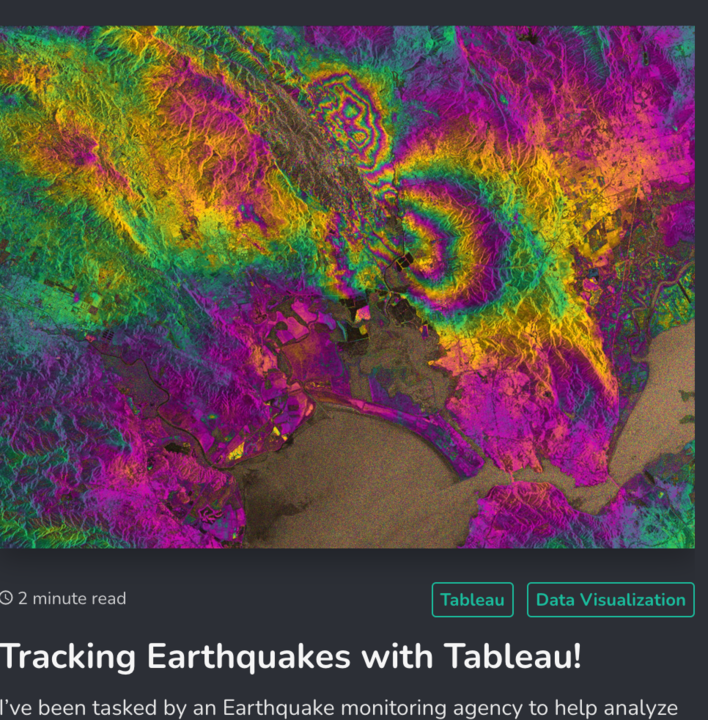 2 minute read
Tableau
Data Visualization
Tracking Earthquakes with Tableau!
I've been tasked by an Earthquake monitoring agency to help analyze